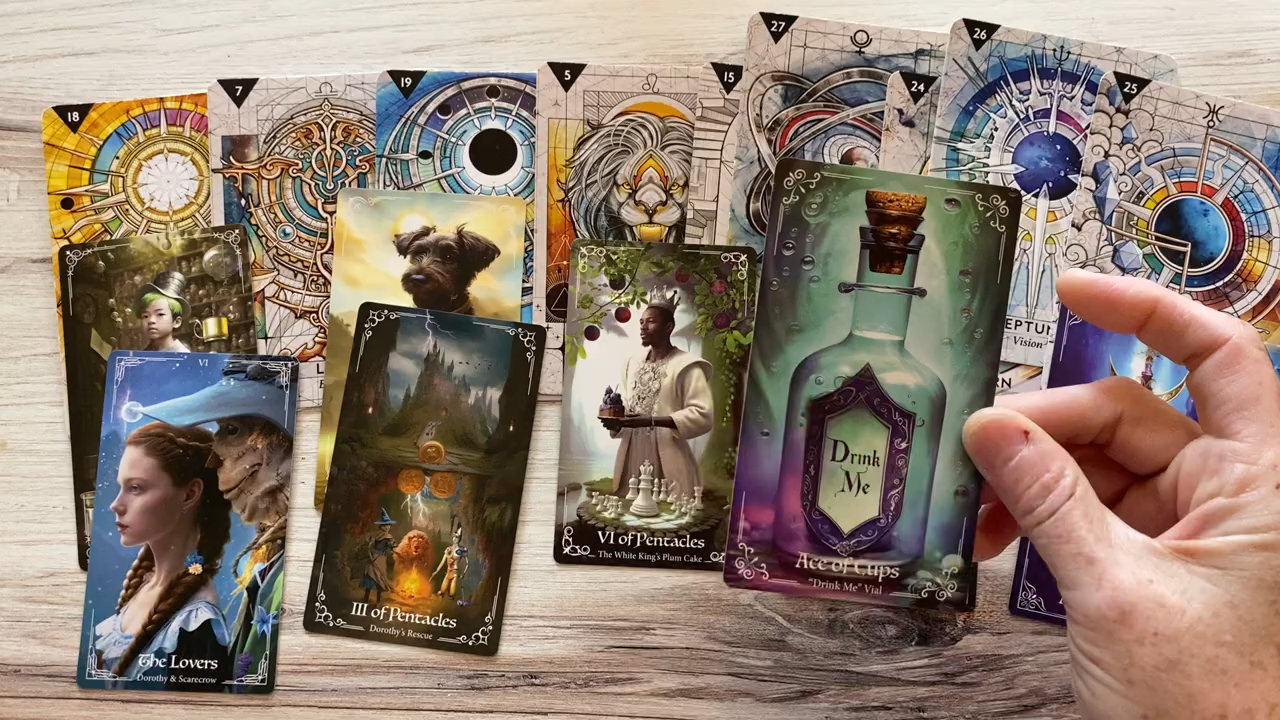 18
7
19
5
15
27
24
26
25
EPTUN
Vision
VI
The Lovers
Dorothy & Scarecrow
III of Pentacles
Dorothy's Rescue
VI of Pentacles
The White King's Plum Cake
Drink
Me
Ace of Cups
"Drink Me" Vial